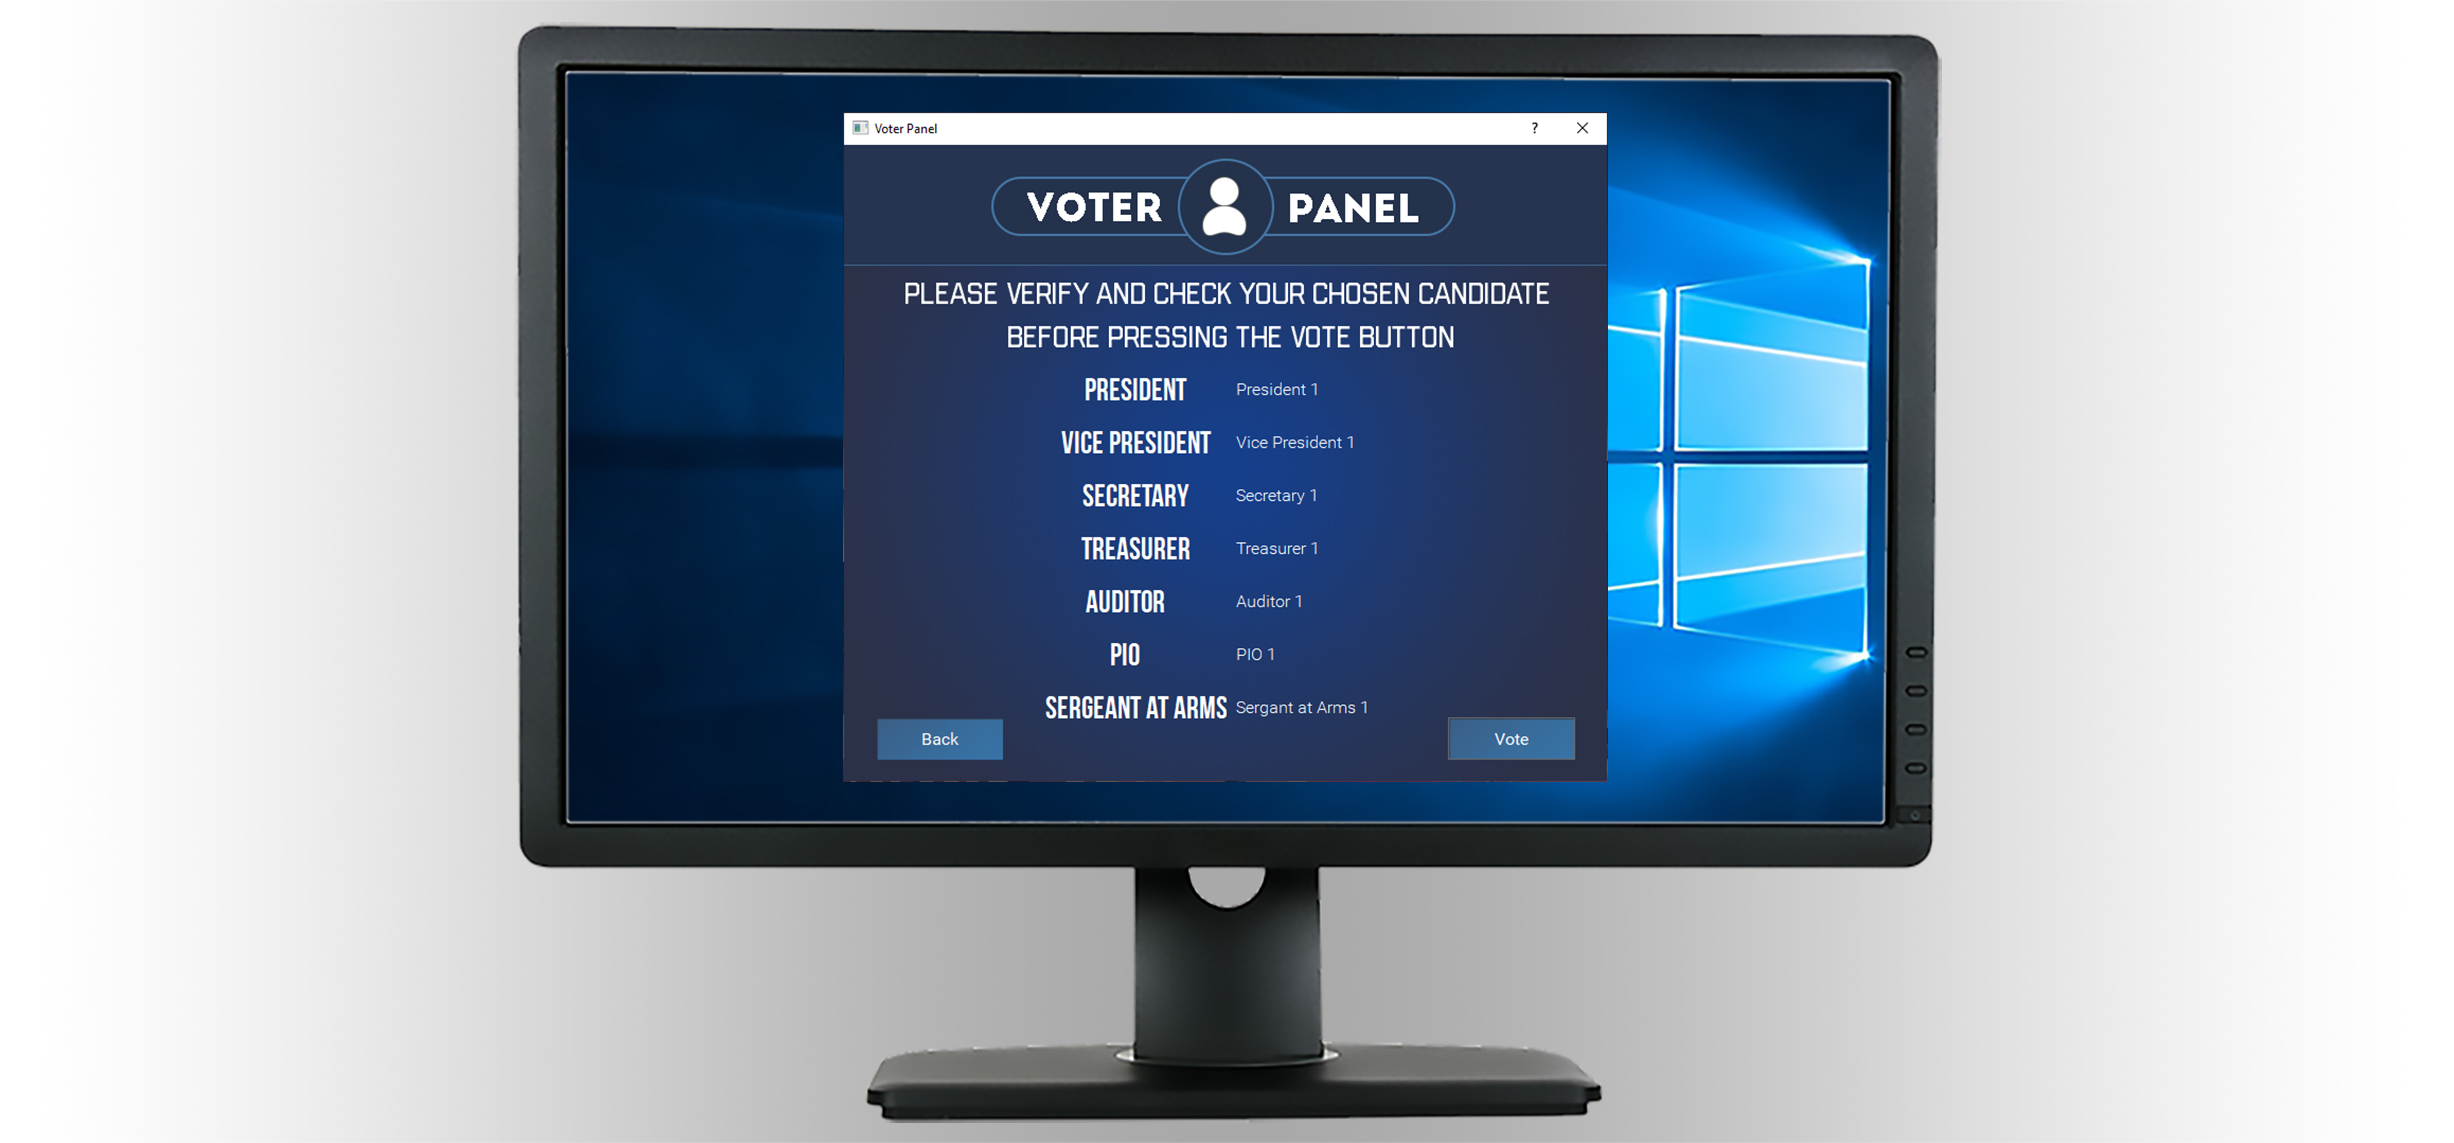 Voter Panel
?
VOTER PANEL
PLEASE VERIFY AND CHECK YOUR CHOSEN CANDIDATE
BEFORE PRESSING THE VOTE BUTTON
PRESIDENT President 1
VICE PRESIDENT Vice President 1
SECRETARY Secretary 1
TREASURER Treasurer 1
AUDITOR Auditor 1
PIO PIO 1
SERGEANT AT ARMS Sergant at Arms 1
Back Vote